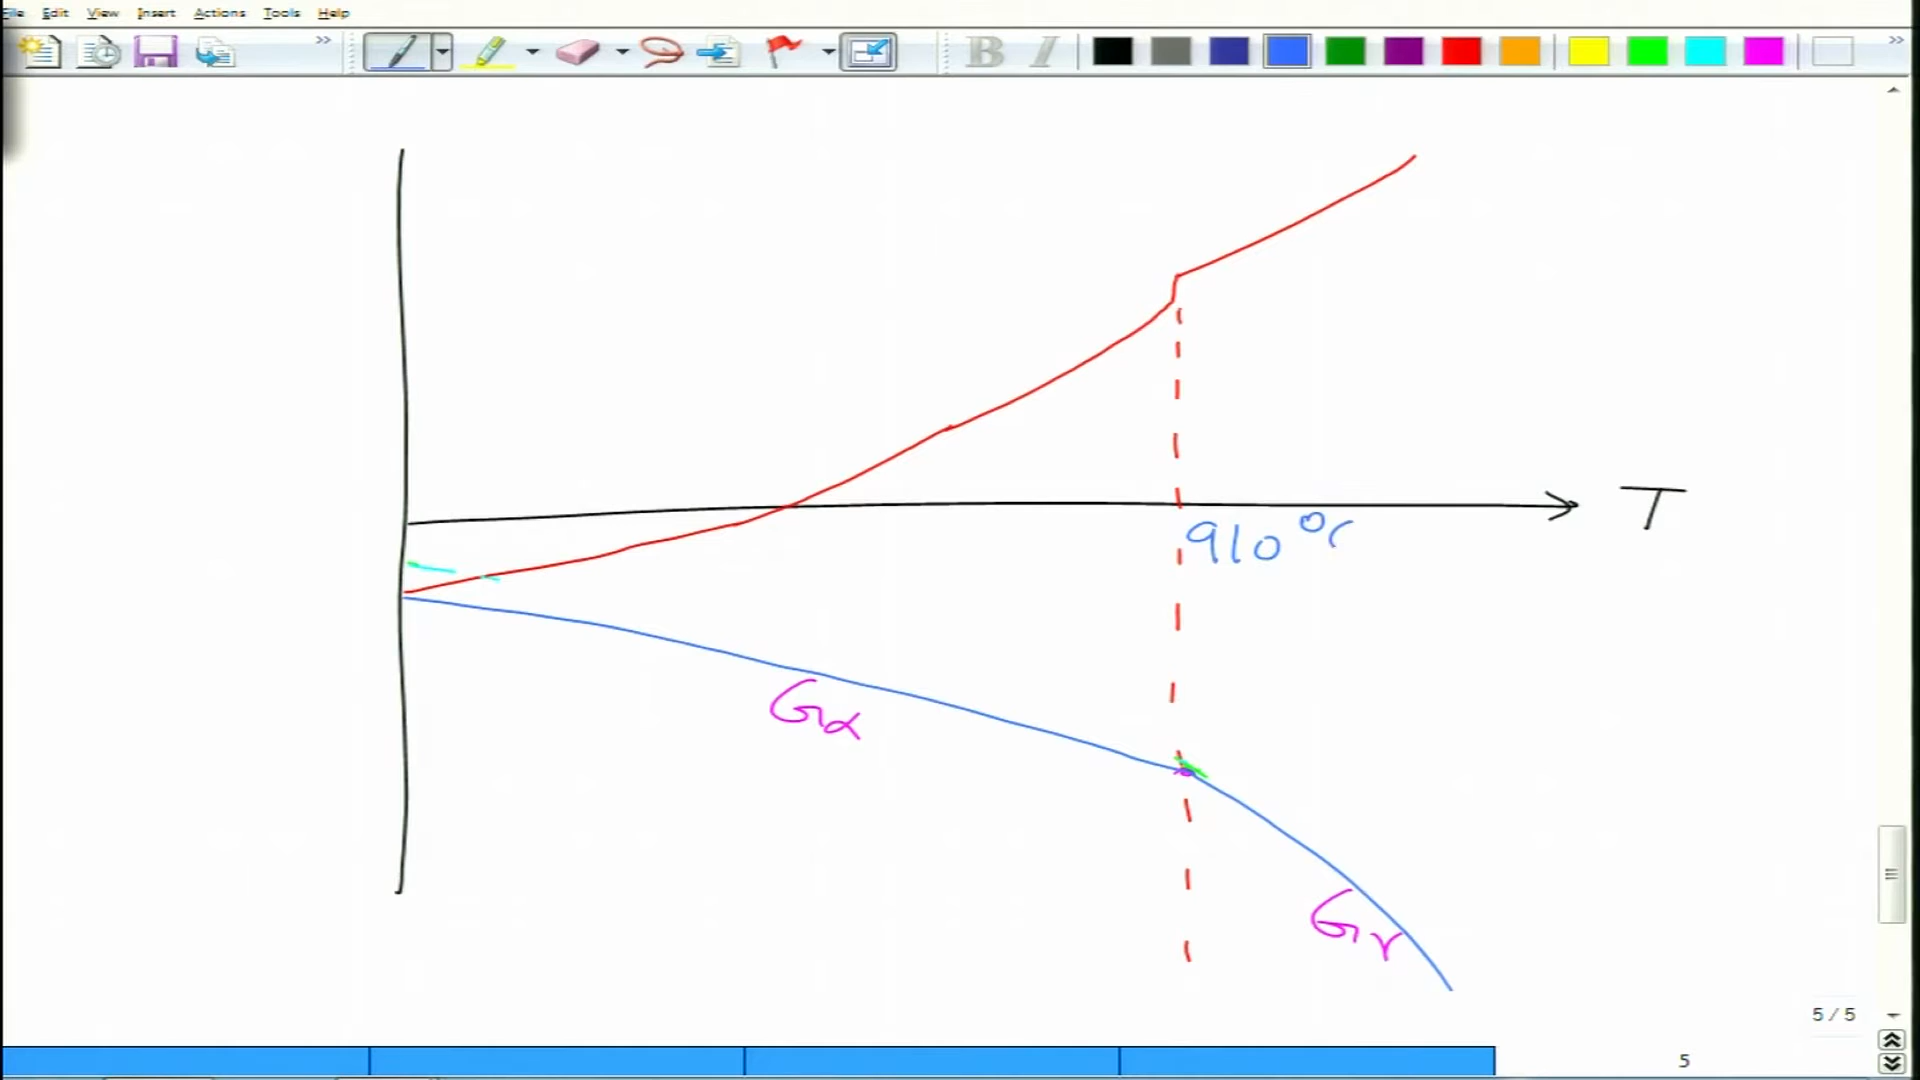 File Edit View Insert Actions Tools Help
B I
T
910°C
Gα
Gγ
5 / 5
5